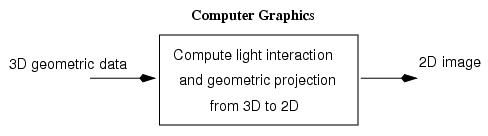 Computer Graphics
3D geometric data
Compute light interaction
and geometric projection
from 3D to 2D
2D image